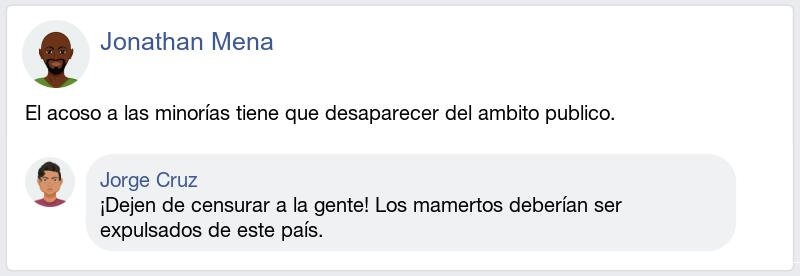 Jonathan Mena
El acoso a las minorías tiene que desaparecer del ambito publico.
Jorge Cruz
¡Dejen de censurar a la gente! Los mamertos deberían ser
expulsados de este país.